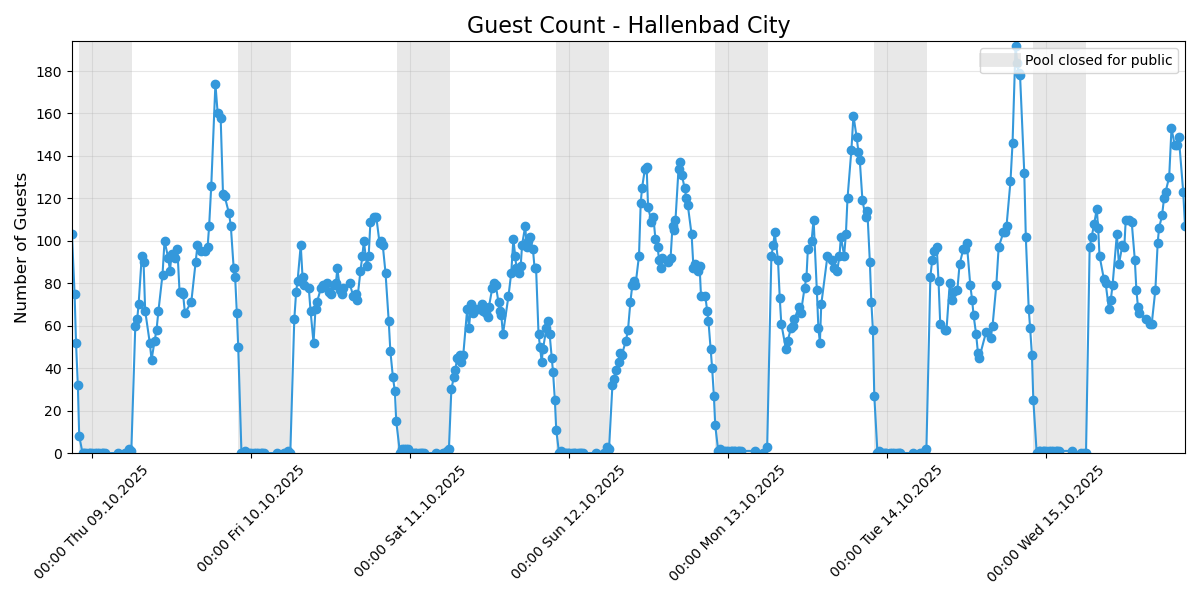 Guest Count - Hallenbad City
Pool closed for public
Number of Guests
180
160
140
120
100
80
60
40
20
0
00:00 Thu 09.10.2025
00:00 Fri 10.10.2025
00:00 Sat 11.10.2025
00:00 Sun 12.10.2025
00:00 Mon 13.10.2025
00:00 Tue 14.10.2025
00:00 Wed 15.10.2025